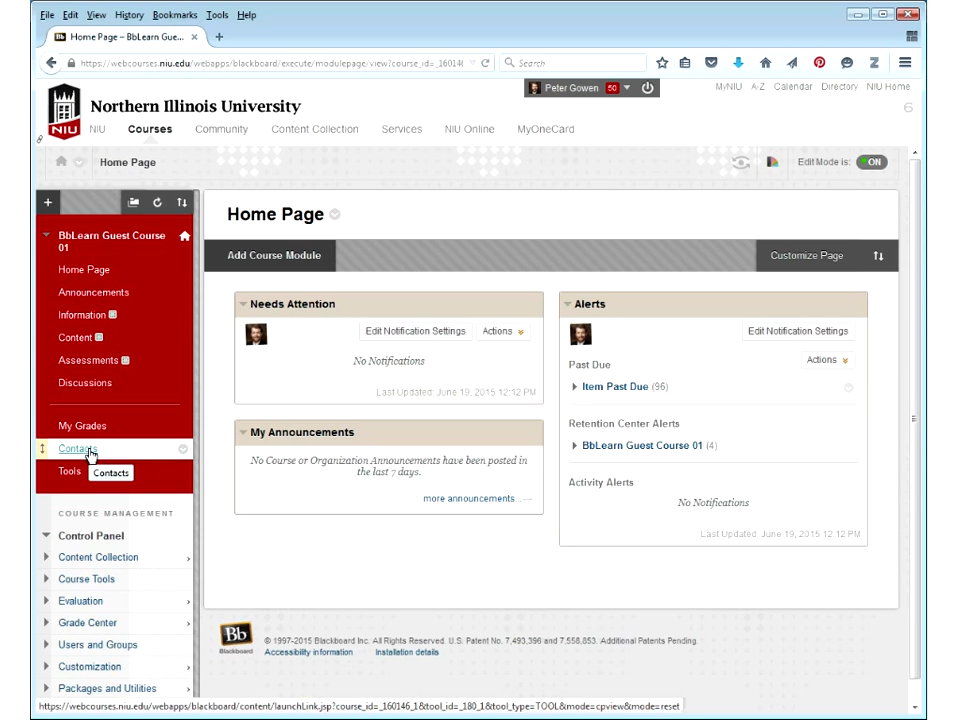 File Edit View History Bookmarks Tools Help
Home Page – BbLearn Gue... × +
https://webcourses.niu.edu/webapps/blackboard/execute/modulepage/view?course_id=_16014
Search
Peter Gowen 50
MyNIU A-Z Calendar Directory NIU Home
NIU
Northern Illinois University
6
NIU Courses Community Content Collection Services NIU Online MyOneCard
Home Page
Edit Mode is: ON
BbLearn Guest Course
01
Home Page
Announcements
Information
Content
Assessments
Discussions
My Grades
Contacts
Tools
Contacts
COURSE MANAGEMENT
Control Panel
Content Collection
Course Tools
Evaluation
Grade Center
Users and Groups
Customization
Packages and Utilities
Home Page
Add Course Module
Customize Page
Needs Attention
Edit Notification Settings Actions
No Notifications
Last Updated: June 19, 2015 12:12 PM
My Announcements
No Course or Organization Announcements have been posted in
the last 7 days.
more announcements...
Alerts
Edit Notification Settings
Actions
Past Due
Item Past Due (96)
Retention Center Alerts
BbLearn Guest Course 01 (4)
Activity Alerts
No Notifications
Last Updated: June 19, 2015 12:12 PM
Bb
Blackboard
© 1997-2015 Blackboard Inc. All Rights Reserved. U.S. Patent No. 7,493,396 and 7,558,853. Additional Patents Pending.
Accessibility information Installation details
https://webcourses.niu.edu/webapps/blackboard/content/launchLink.jsp?course_id=_160146_1&tool_id=_180_1&tool_type=TOOL&mode=cpview&mode=reset